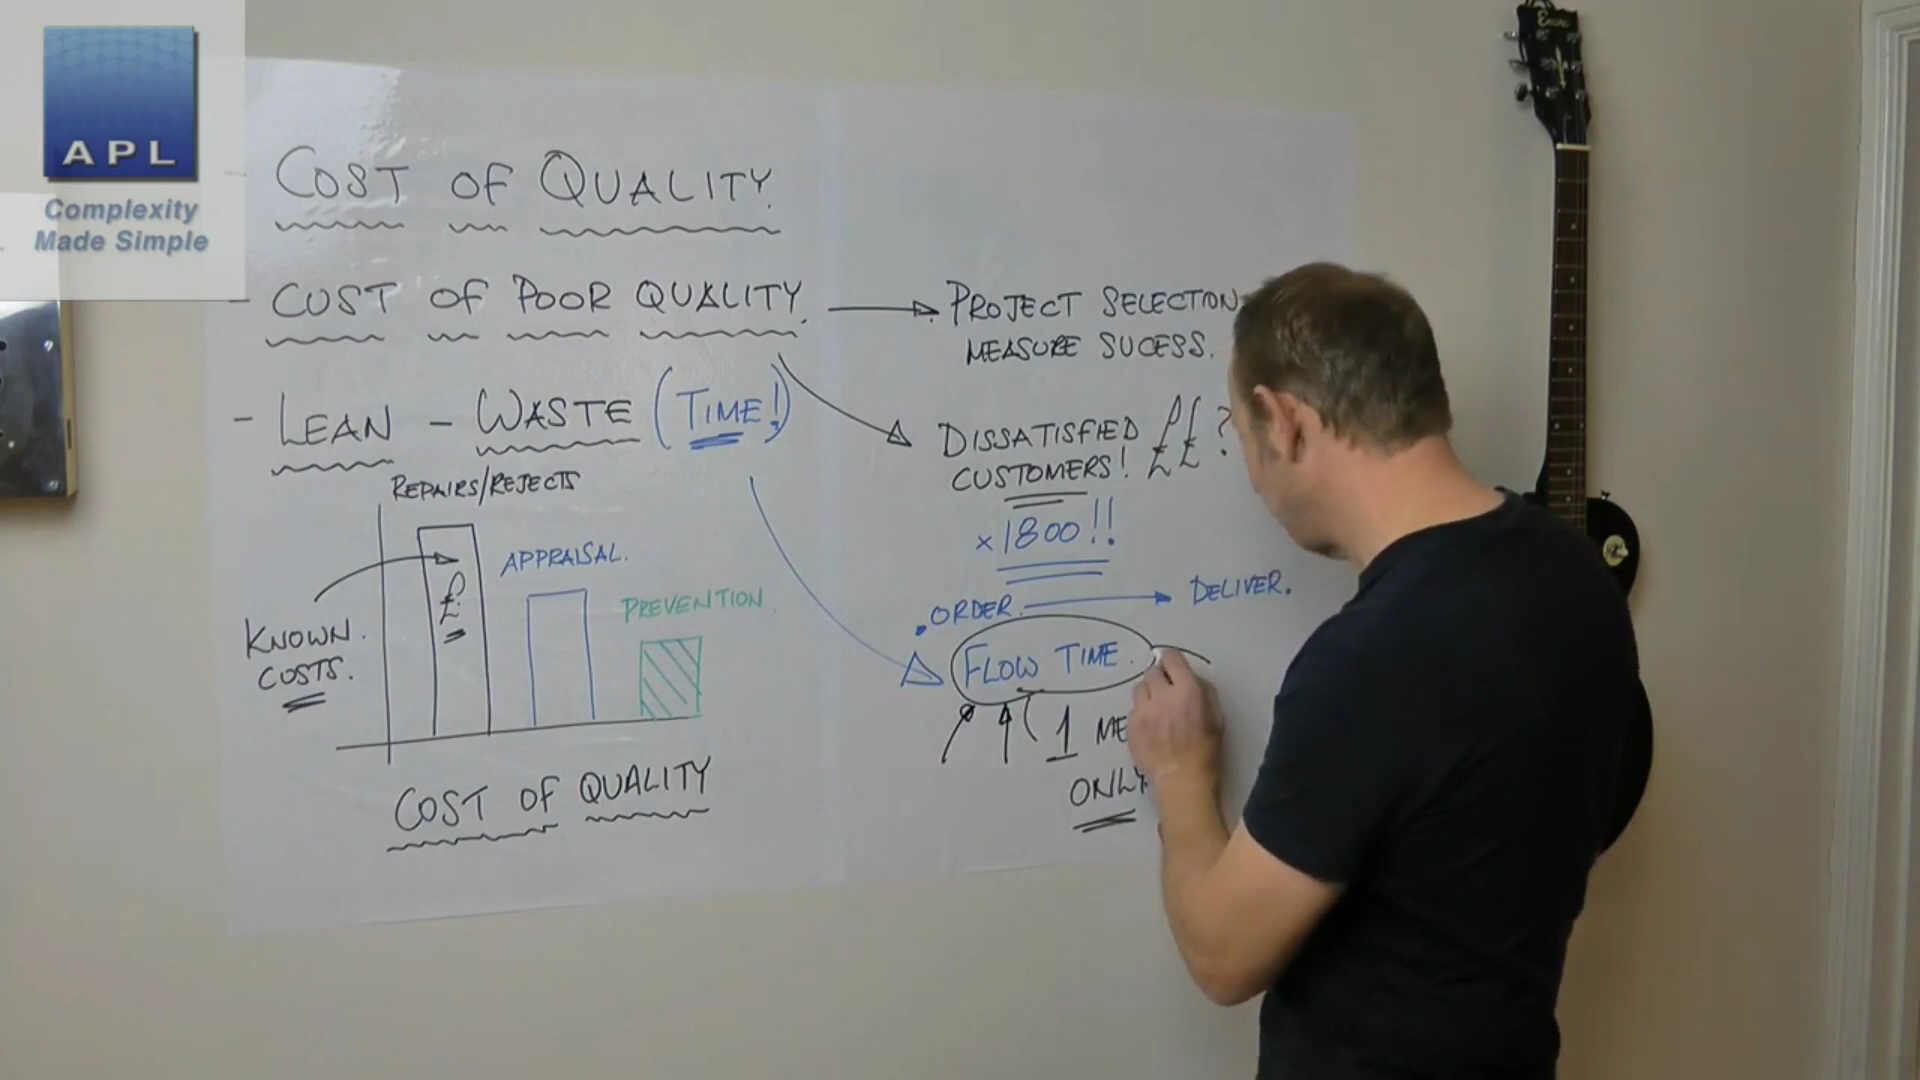 APL
Complexity
Made Simple
- COST OF QUALITY.
- COST OF POOR QUALITY.
PROJECT SELECTION
MEASURE SUCESS.
- LEAN - WASTE (TIME!)
DISSATISFIED ££?
CUSTOMERS!
×1800!!
REPAIRS/REJECTS
£
APPRAISAL.
PREVENTION.
KNOWN.
COSTS.
COST OF QUALITY
.ORDER. DELIVER.
FLOW TIME.
1
ONLY.